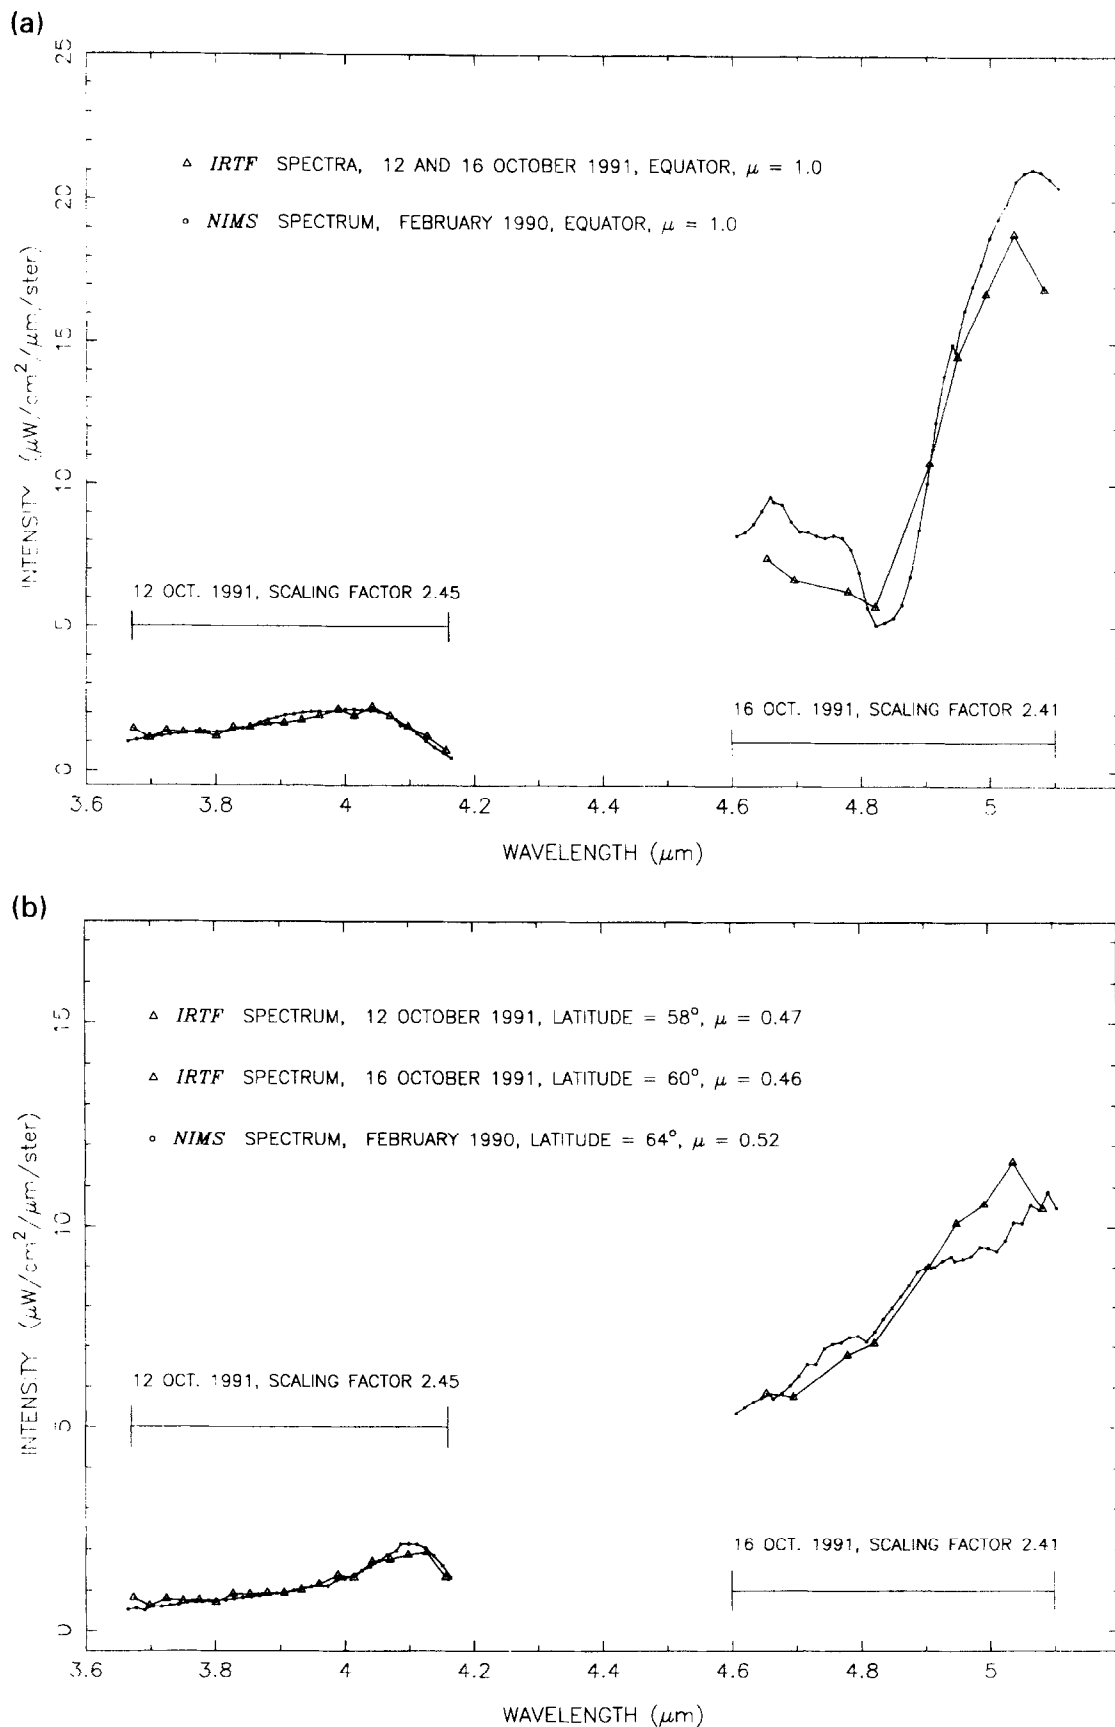 (a)
25
20
15
10
5
0
INTENSITY (μW/cm²/μm/ster)
▵ IRTF SPECTRA, 12 AND 16 OCTOBER 1991, EQUATOR, μ = 1.0
∘ NIMS SPECTRUM, FEBRUARY 1990, EQUATOR, μ = 1.0
12 OCT. 1991, SCALING FACTOR 2.45
16 OCT. 1991, SCALING FACTOR 2.41
3.6 3.8 4 4.2 4.4 4.6 4.8 5
WAVELENGTH (μm)
(b)
15
10
5
0
INTENSITY (μW/cm²/μm/ster)
▵ IRTF SPECTRUM, 12 OCTOBER 1991, LATITUDE = 58°, μ = 0.47
▵ IRTF SPECTRUM, 16 OCTOBER 1991, LATITUDE = 60°, μ = 0.46
∘ NIMS SPECTRUM, FEBRUARY 1990, LATITUDE = 64°, μ = 0.52
12 OCT. 1991, SCALING FACTOR 2.45
16 OCT. 1991, SCALING FACTOR 2.41
3.6 3.8 4 4.2 4.4 4.6 4.8 5
WAVELENGTH (μm)